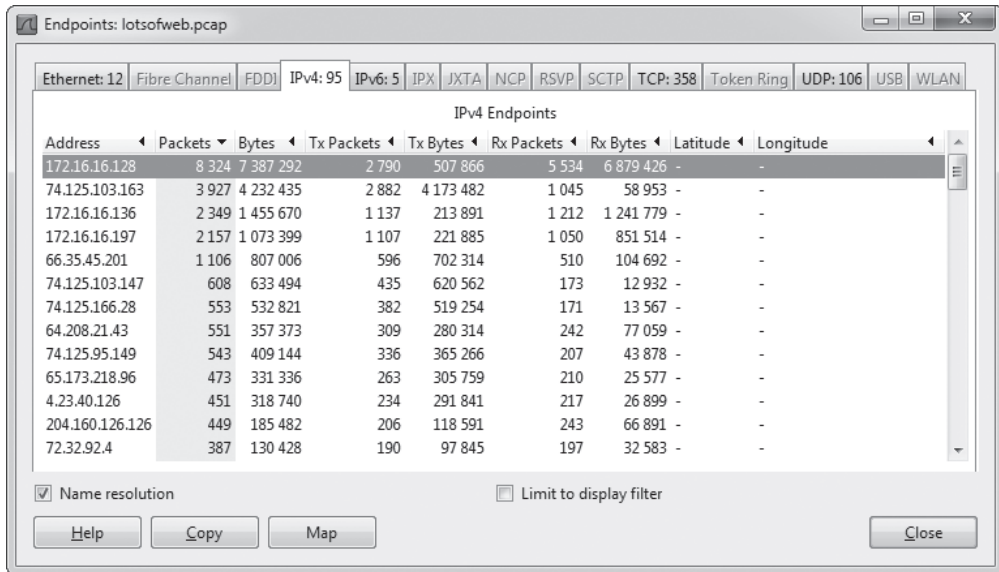 Endpoints: lotsofweb.pcap
Ethernet: 12 Fibre Channel FDDI IPv4: 95 IPv6: 5 IPX JXTA NCP RSVP SCTP TCP: 358 Token Ring UDP: 106 USB WLAN
IPv4 Endpoints
Address Packets Bytes Tx Packets Tx Bytes Rx Packets Rx Bytes Latitude Longitude
172.16.16.128 8 324 7 387 292 2 790 507 866 5 534 6 879 426 - -
74.125.103.163 3 927 4 232 435 2 882 4 173 482 1 045 58 953 - -
172.16.16.136 2 349 1 455 670 1 137 213 891 1 212 1 241 779 - -
172.16.16.197 2 157 1 073 399 1 107 221 885 1 050 851 514 - -
66.35.45.201 1 106 807 006 596 702 314 510 104 692 - -
74.125.103.147 608 633 494 435 620 562 173 12 932 - -
74.125.166.28 553 532 821 382 519 254 171 13 567 - -
64.208.21.43 551 357 373 309 280 314 242 77 059 - -
74.125.95.149 543 409 144 336 365 266 207 43 878 - -
65.173.218.96 473 331 336 263 305 759 210 25 577 - -
4.23.40.126 451 318 740 234 291 841 217 26 899 - -
204.160.126.126 449 185 482 206 118 591 243 66 891 - -
72.32.92.4 387 130 428 190 97 845 197 32 583 - -
Name resolution Limit to display filter
Help Copy Map Close